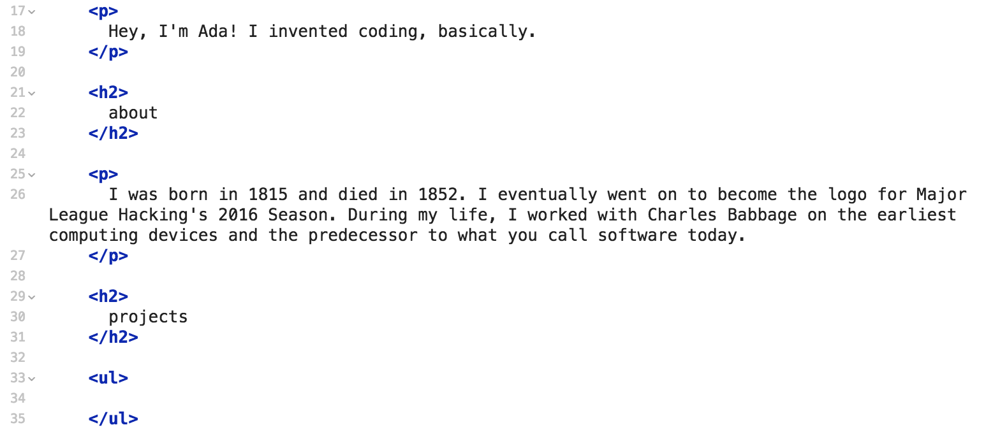 17 <p>
18 Hey, I'm Ada! I invented coding, basically.
19 </p>
20
21 <h2>
22 about
23 </h2>
24
25 <p>
26 I was born in 1815 and died in 1852. I eventually went on to become the logo for Major
League Hacking's 2016 Season. During my life, I worked with Charles Babbage on the earliest
computing devices and the predecessor to what you call software today.
27 </p>
28
29 <h2>
30 projects
31 </h2>
32
33 <ul>
34
35 </ul>